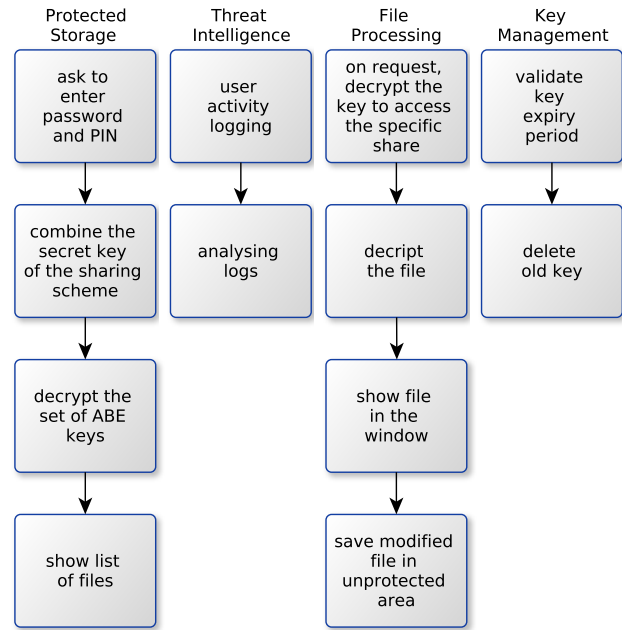 Protected
Storage
ask to
enter
password
and PIN
combine the
secret key
of the sharing
scheme
decrypt the
set of ABE
keys
show list
of files
Threat
Intelligence
user
activity
logging
analysing
logs
File
Processing
on request,
decrypt the
key to access
the specific
share
decript
the file
show file
in the
window
save modified
file in
unprotected
area
Key
Management
validate
key
expiry
period
delete
old key